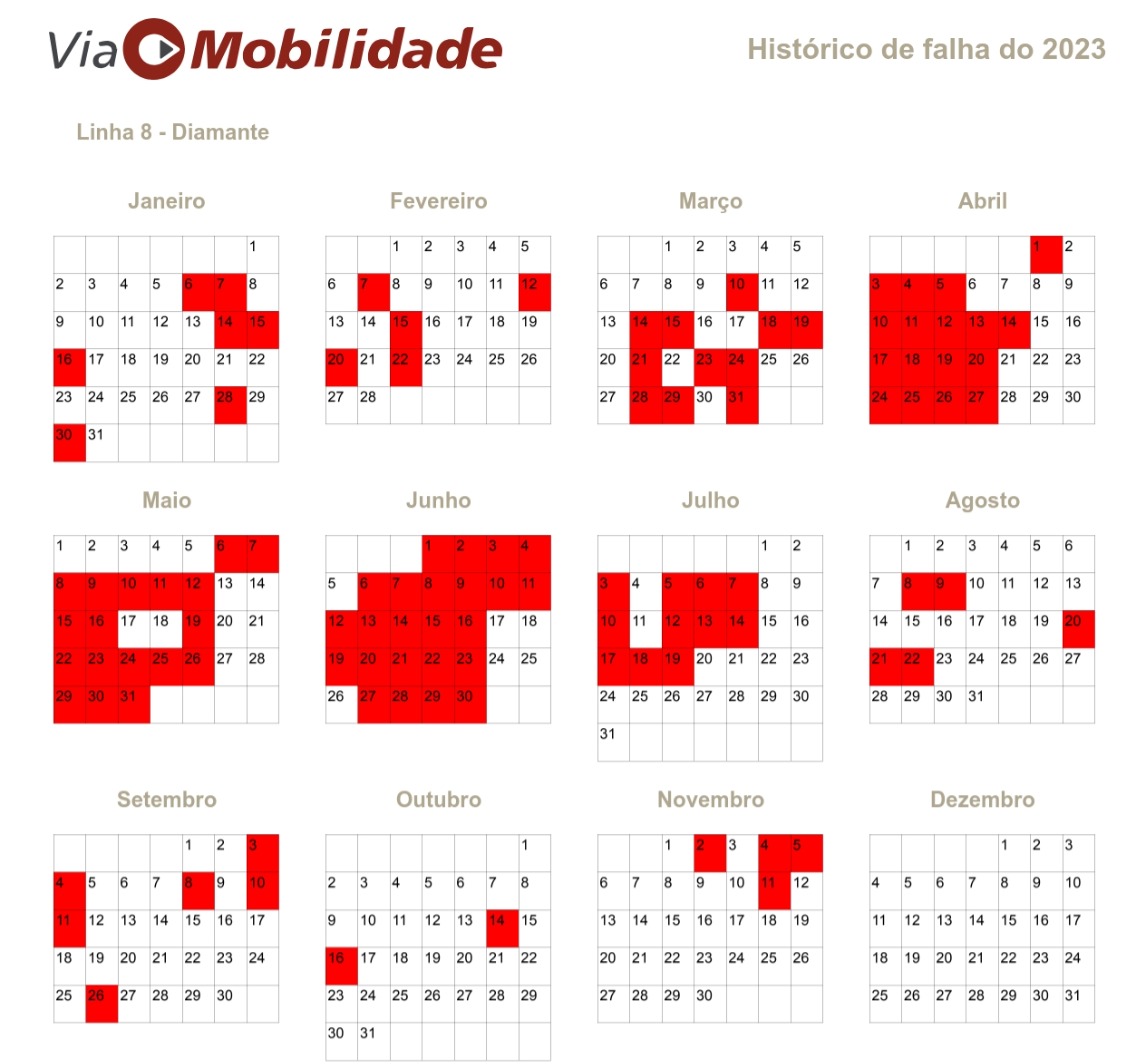 Via Mobilidade
Histórico de falha do 2023
Linha 8 - Diamante
Janeiro
1
2 3 4 5 6 7 8
9 10 11 12 13 14 15
16 17 18 19 20 21 22
23 24 25 26 27 28 29
30 31
Fevereiro
1 2 3 4 5
6 7 8 9 10 11 12
13 14 15 16 17 18 19
20 21 22 23 24 25 26
27 28
Março
1 2 3 4 5
6 7 8 9 10 11 12
13 14 15 16 17 18 19
20 21 22 23 24 25 26
27 28 29 30 31
Abril
1 2
3 4 5 6 7 8 9
10 11 12 13 14 15 16
17 18 19 20 21 22 23
24 25 26 27 28 29 30
Maio
1 2 3 4 5 6 7
8 9 10 11 12 13 14
15 16 17 18 19 20 21
22 23 24 25 26 27 28
29 30 31
Junho
1 2 3 4
5 6 7 8 9 10 11
12 13 14 15 16 17 18
19 20 21 22 23 24 25
26 27 28 29 30
Julho
1 2
3 4 5 6 7 8 9
10 11 12 13 14 15 16
17 18 19 20 21 22 23
24 25 26 27 28 29 30
31
Agosto
1 2 3 4 5 6
7 8 9 10 11 12 13
14 15 16 17 18 19 20
21 22 23 24 25 26 27
28 29 30 31
Setembro
1 2 3
4 5 6 7 8 9 10
11 12 13 14 15 16 17
18 19 20 21 22 23 24
25 26 27 28 29 30
Outubro
1
2 3 4 5 6 7 8
9 10 11 12 13 14 15
16 17 18 19 20 21 22
23 24 25 26 27 28 29
30 31
Novembro
1 2 3 4 5
6 7 8 9 10 11 12
13 14 15 16 17 18 19
20 21 22 23 24 25 26
27 28 29 30
Dezembro
1 2 3
4 5 6 7 8 9 10
11 12 13 14 15 16 17
18 19 20 21 22 23 24
25 26 27 28 29 30 31